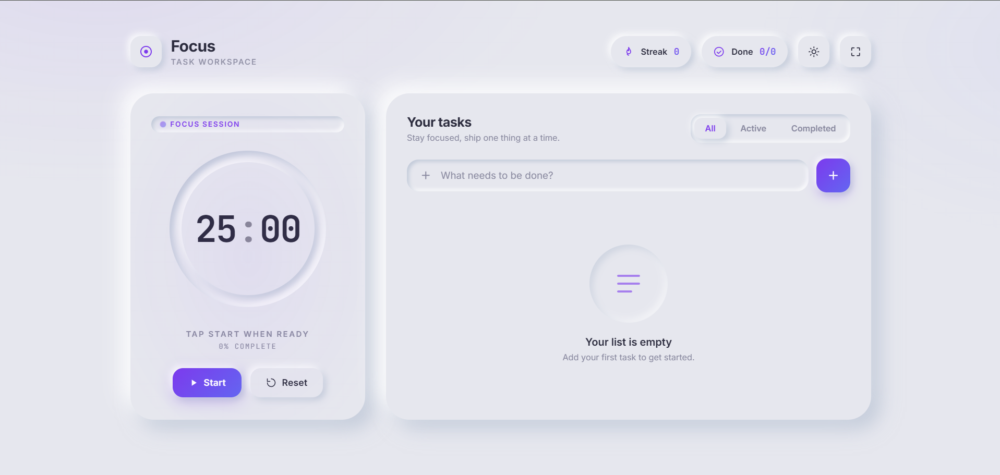 Focus
TASK WORKSPACE
Streak 0
Done 0/0
FOCUS SESSION
25:00
TAP START WHEN READY
0% COMPLETE
Start
Reset
Your tasks
Stay focused, ship one thing at a time.
All
Active
Completed
What needs to be done?
Your list is empty
Add your first task to get started.